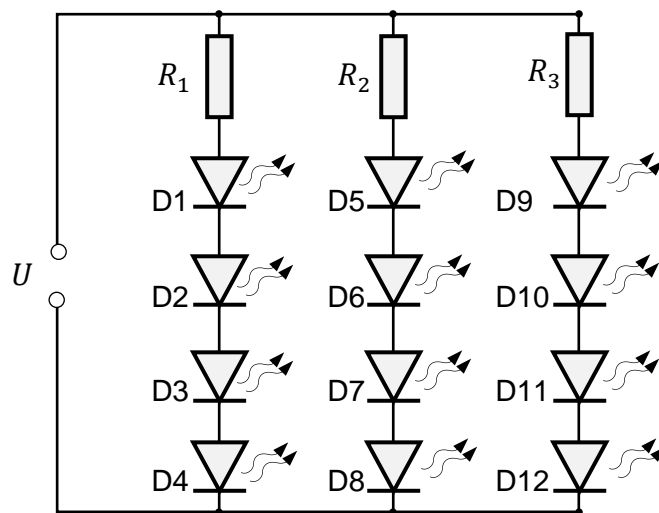 R₁ R₂ R₃
D1 D5 D9
U D2 D6 D10
D3 D7 D11
D4 D8 D12